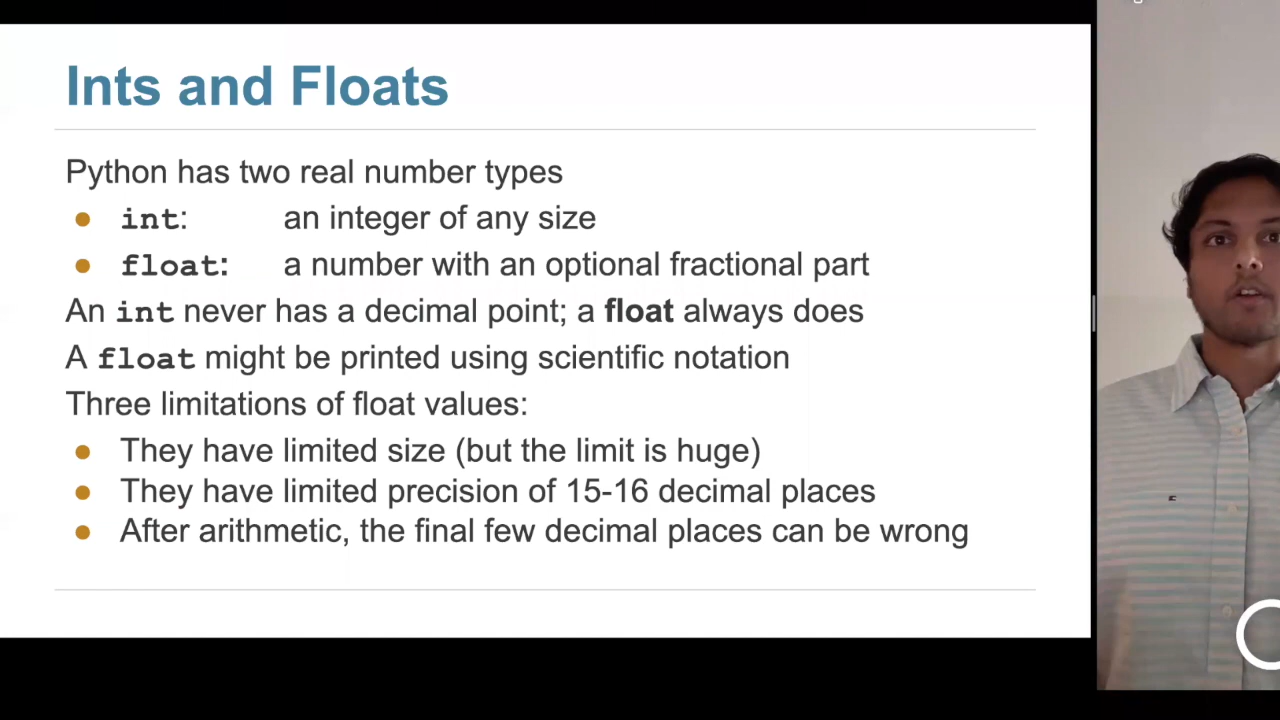 Ints and Floats
Python has two real number types
● int: an integer of any size
● float: a number with an optional fractional part
An int never has a decimal point; a float always does
A float might be printed using scientific notation
Three limitations of float values:
● They have limited size (but the limit is huge)
● They have limited precision of 15-16 decimal places
● After arithmetic, the final few decimal places can be wrong